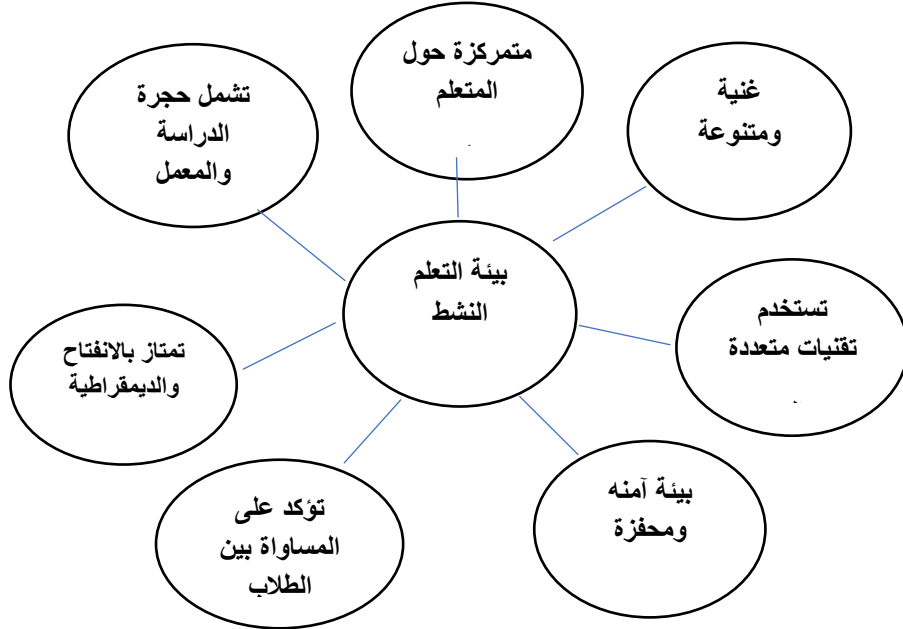 متمركزة حول
المتعلم
غنية
ومتنوعة
تشمل حجرة
الدراسة
والمعمل
بيئة التعلم
النشط
تستخدم
تقنيات متعددة
تمتاز بالانفتاح
والديمقراطية
بيئة آمنه
ومحفزة
تؤكد على
المساواة بين
الطلاب